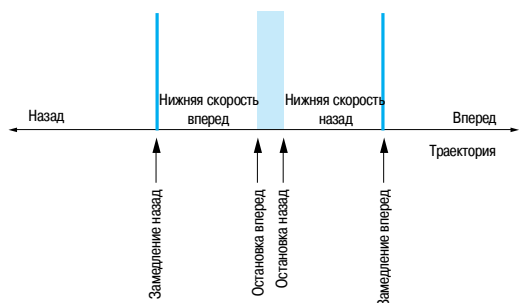 Нижняя скорость
вперед
Нижняя скорость
назад
Назад
Вперед
Траектория
Замедление назад
Остановка вперед
Остановка назад
Замедление вперед